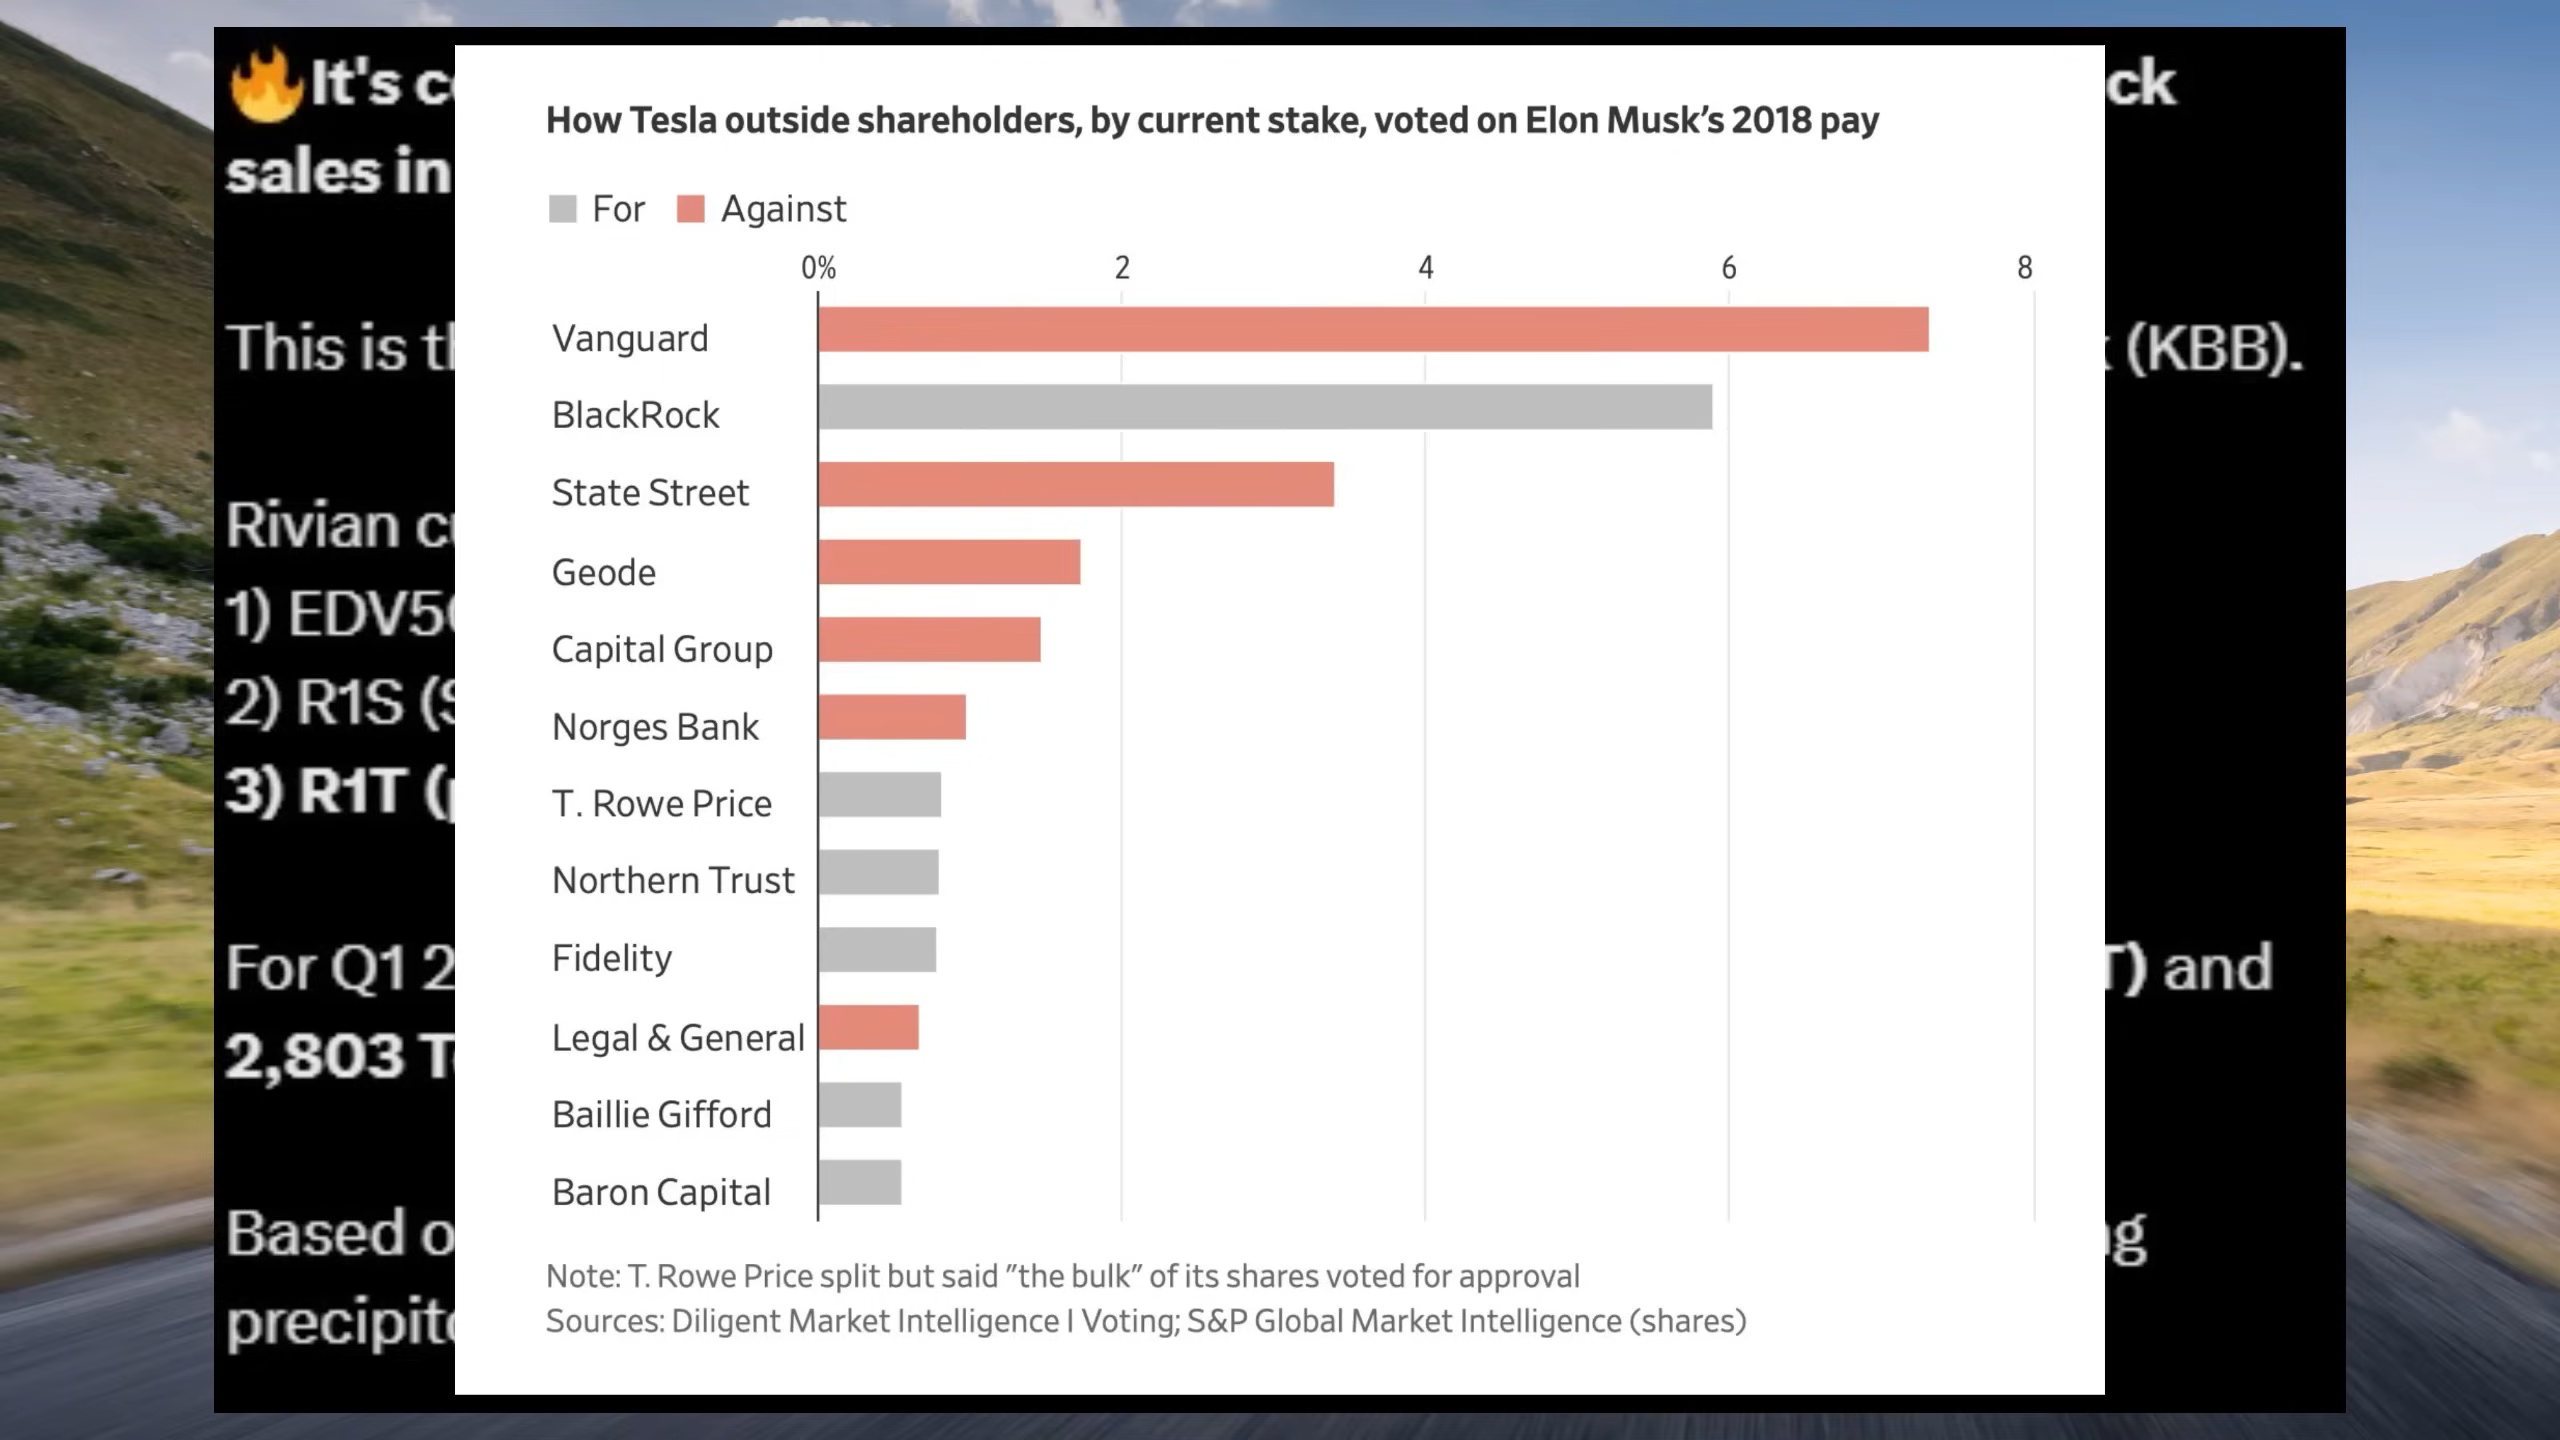 🔥It's
ck
sales in
This is
(KBB).
Rivian
1) EDV5
2) R1S (
3) R1T (
For Q1 2
T) and
2,803
Based
precipit
How Tesla outside shareholders, by current stake, voted on Elon Musk’s 2018 pay
For Against
0% 2 4 6 8
Vanguard
BlackRock
State Street
Geode
Capital Group
Norges Bank
T. Rowe Price
Northern Trust
Fidelity
Legal & General
Baillie Gifford
Baron Capital
Note: T. Rowe Price split but said ”the bulk” of its shares voted for approval
Sources: Diligent Market Intelligence | Voting; S&P Global Market Intelligence (shares)